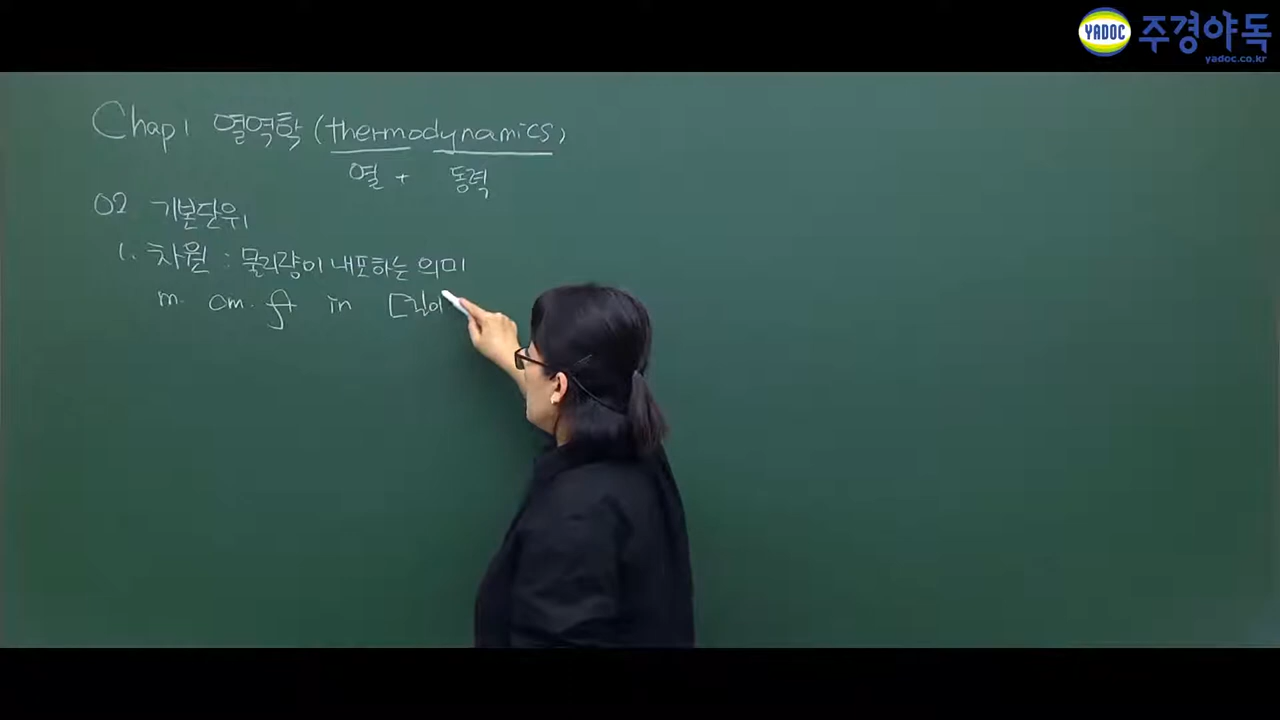 YADOC 주경야독
yadoc.co.kr
Chap1 열역학 (thermodynamics)
열 + 동력
02 기본단위
1. 차원 : 물리량이 내포하는 의미
m. cm. ft in [길이